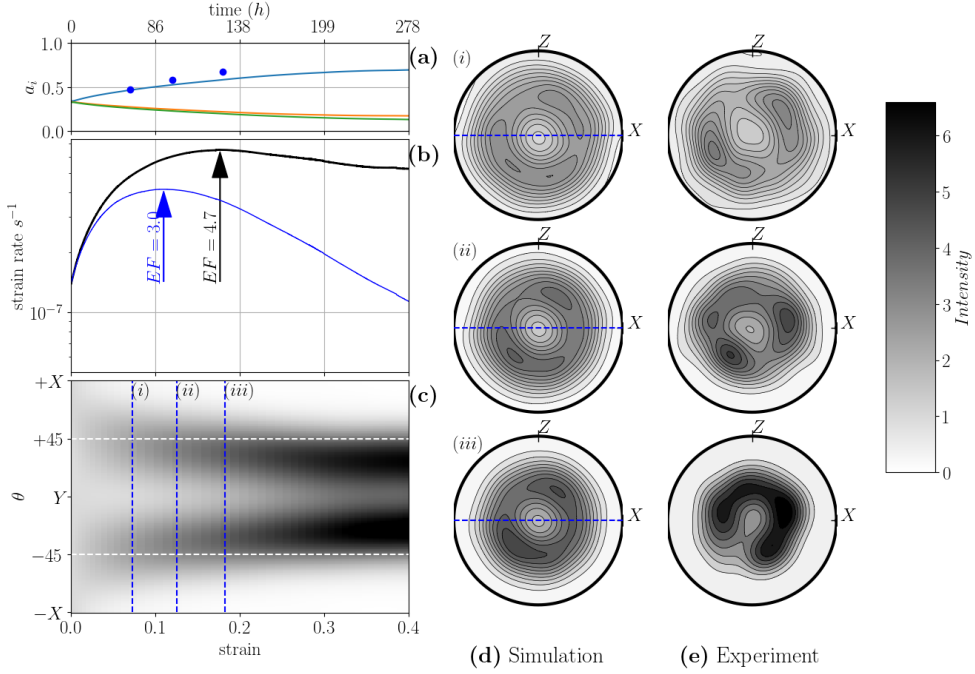 time (h)
0 86 138 199 278
1.0
0.5
0.0
a_i
(a)
(b)
strain rate s^{-1}
10^{-7}
EF = 3.0
EF = 4.7
(c)
+X
+45
Y
−45
−X
θ
(i) (ii) (iii)
0.0 0.1 0.2 0.3 0.4
strain
(i)
Z
X
Z
X
(ii)
Z
X
Z
X
(iii)
Z
X
Z
X
(d) Simulation
(e) Experiment
6
5
4
3
2
1
0
Intensity